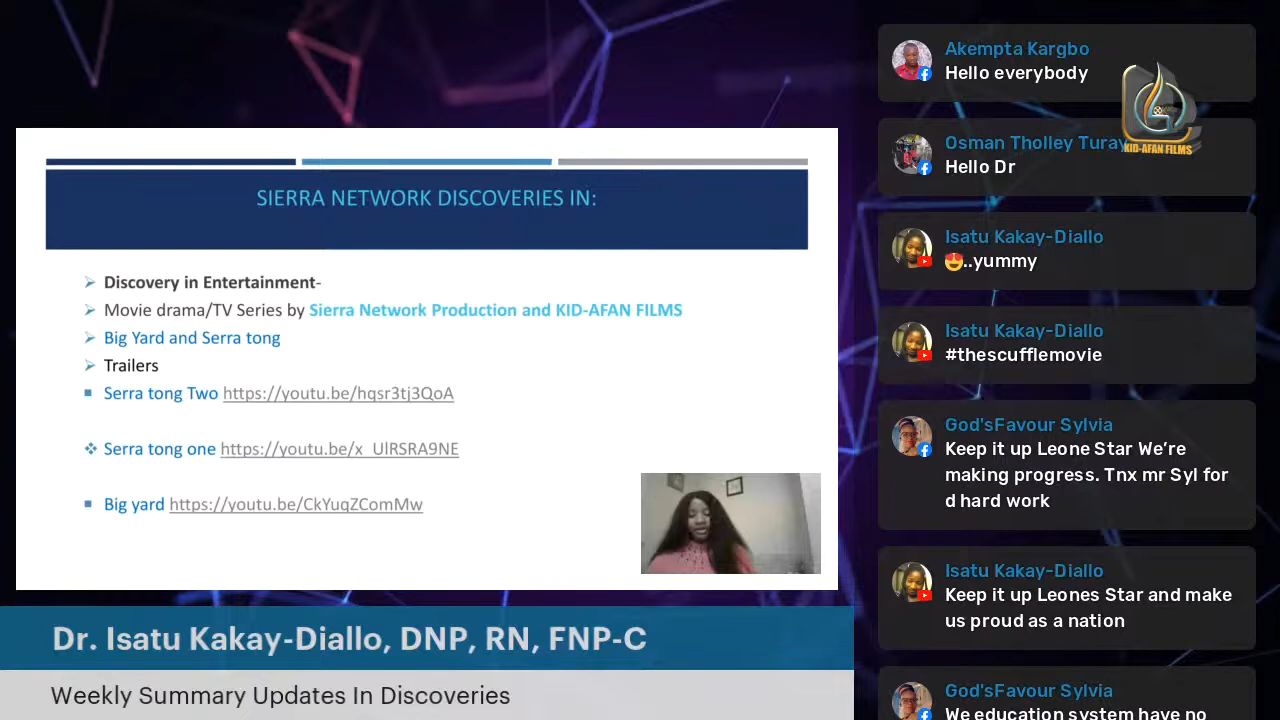 SIERRA NETWORK DISCOVERIES IN:
Discovery in Entertainment-
Movie drama/TV Series by Sierra Network Production and KID-AFAN FILMS
Big Yard and Serra tong
Trailers
Serra tong Two https://youtu.be/hqsr3tj3QoA
Serra tong one https://youtu.be/x_UlRSRA9NE
Big yard https://youtu.be/CkYuqZComMw
Dr. Isatu Kakay-Diallo, DNP, RN, FNP-C
Weekly Summary Updates In Discoveries
Akempta Kargbo
Hello everybody
KID-AFAN FILMS
Osman Tholley Turay
Hello Dr
Isatu Kakay-Diallo
😍..yummy
Isatu Kakay-Diallo
#thescufflemovie
God'sFavour Sylvia
Keep it up Leone Star We’re
making progress. Tnx mr Syl for
d hard work
Isatu Kakay-Diallo
Keep it up Leones Star and make
us proud as a nation
God'sFavour Sylvia
We education system have no